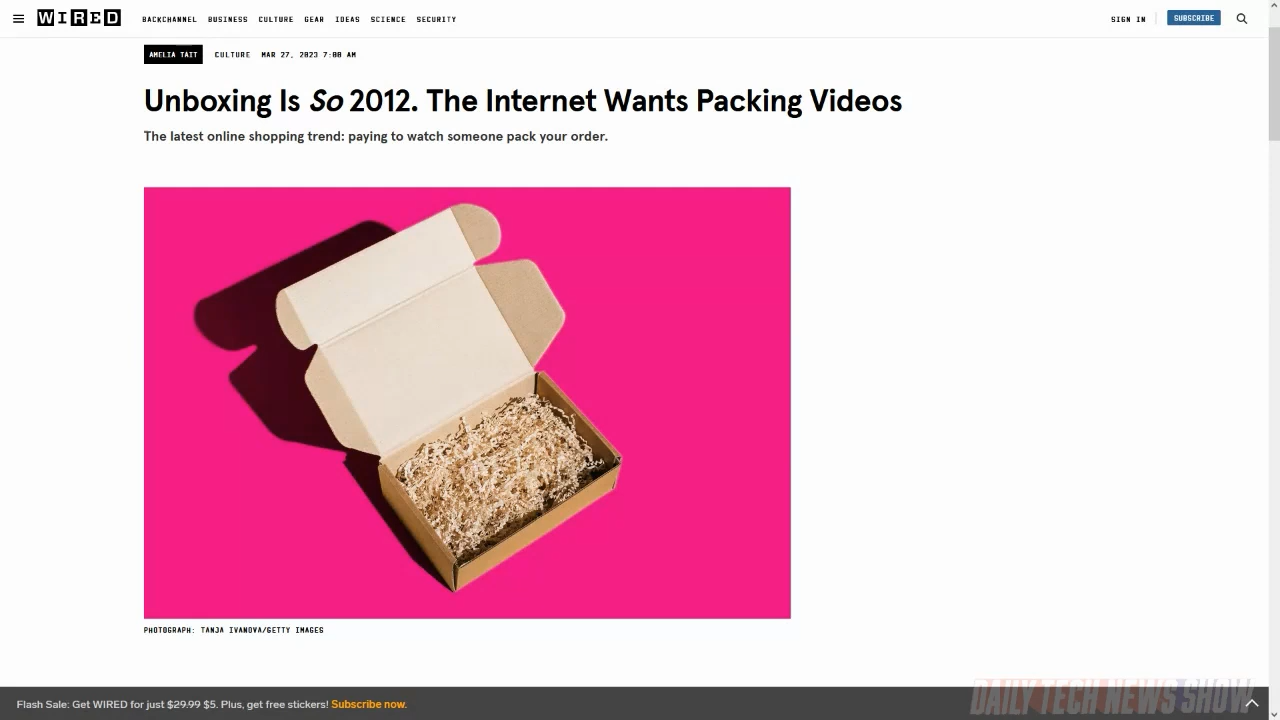 WIRED
BACKCHANNEL BUSINESS CULTURE GEAR IDEAS SCIENCE SECURITY
SIGN IN
SUBSCRIBE
AMELIA TAIT
CULTURE
MAR 27, 2023 7:00 AM
Unboxing Is So 2012. The Internet Wants Packing Videos
The latest online shopping trend: paying to watch someone pack your order.
PHOTOGRAPH: TANJA IVANOVA/GETTY IMAGES
Flash Sale: Get WIRED for just $29.99 $5. Plus, get free stickers! Subscribe now.
DAILY TECH NEWS SHOW